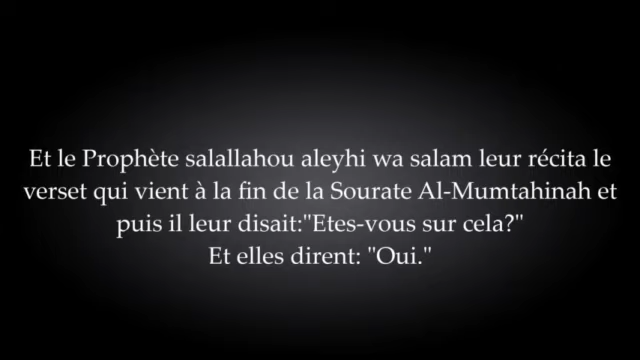 Et le Prophète salallahou aleyhi wa salam leur récita le
verset qui vient à la fin de la Sourate Al-Mumtahinah et
puis il leur disait:"Etes-vous sur cela?"
Et elles dirent: "Oui."